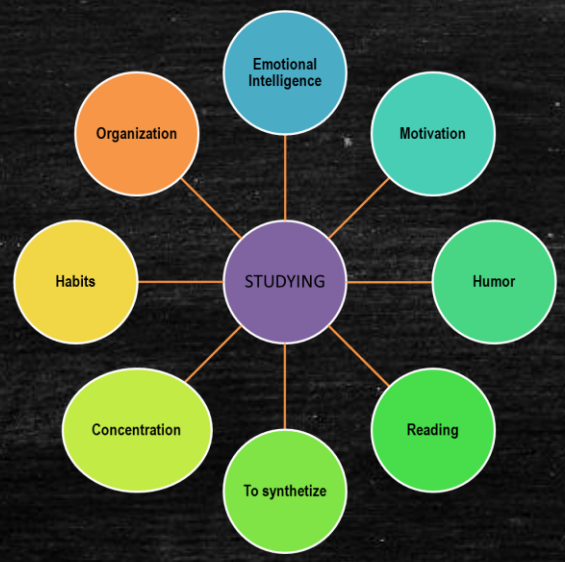 Emotional
Intelligence
Organization
Motivation
Habits
STUDYING
Humor
Concentration
Reading
To synthetize